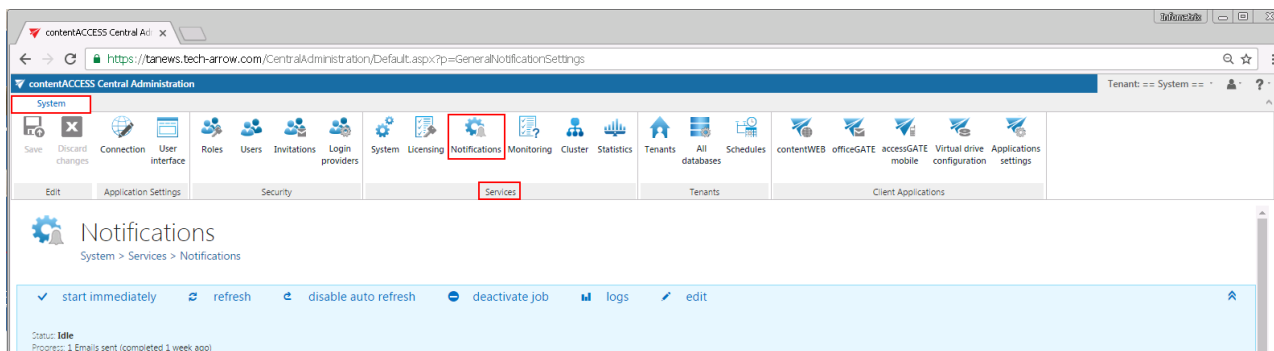 contentACCESS Central Ad
https://tanews.tech-arrow.com/CentralAdministration/Default.aspx?p=GeneralNotificationSettings
contentACCESS Central Administration
Tenant: == System ==
?
System
Save
Discard changes
Connection
User interface
Roles
Users
Invitations
Login providers
System
Licensing
Notifications
Monitoring
Cluster
Statistics
Tenants
All databases
Schedules
contentWEB
officeGATE
accessGATE mobile
Virtual drive configuration
Applications settings
Edit
Application Settings
Security
Services
Tenants
Client Applications
Notifications
System > Services > Notifications
start immediately
refresh
disable auto refresh
deactivate job
logs
edit
Status: Idle
Progress: 1 Emails sent (completed 1 week ago)